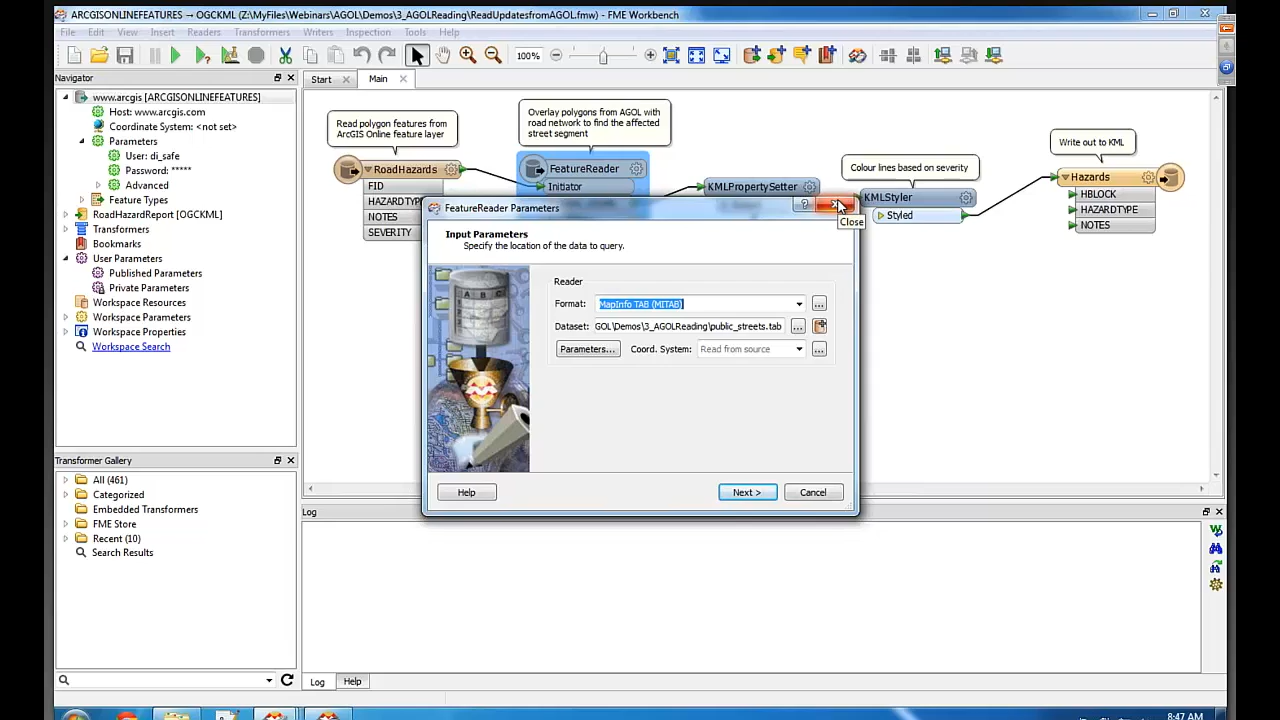 ARCGISONLINEFEATURES → OGCKML (Z:\MyFiles\Webinars\AGOL\Demos\3_AGOLReading\ReadUpdatesfromAGOL.fmw) - FME Workbench
File Edit View Insert Readers Transformers Writers Inspection Tools Help
100%
Navigator
Start
Main
www.arcgis [ARCGISONLINEFEATURES]
Host: www.arcgis.com
Coordinate System: <not set>
Parameters
User: di_safe
Password: *****
Advanced
Feature Types
RoadHazardReport [OGCKML]
Transformers
Bookmarks
User Parameters
Published Parameters
Private Parameters
Workspace Resources
Workspace Parameters
Workspace Properties
Workspace Search
Read polygon features from
ArcGIS Online feature layer
Overlay polygons from AGOL with
road network to find the affected
street segment
Colour lines based on severity
Write out to KML
RoadHazards
FID
NOTES
SEVERITY
FeatureReader
Initiator
KMLPropertySetter
KMLStyler
Styled
Hazards
HBLOCK
HAZARDTYPE
NOTES
FeatureReader Parameters
Close
Input Parameters
Specify the location of the data to query.
Reader
Format: MapInfo TAB (MITAB)
Dataset: GOL\Demos\3_AGOLReading\public_streets.tab
Parameters... Coord. System: Read from source
Help Next > Cancel
Transformer Gallery
All (461)
Categorized
Embedded Transformers
FME Store
Recent (10)
Search Results
Log
Log Help
8:47 AM